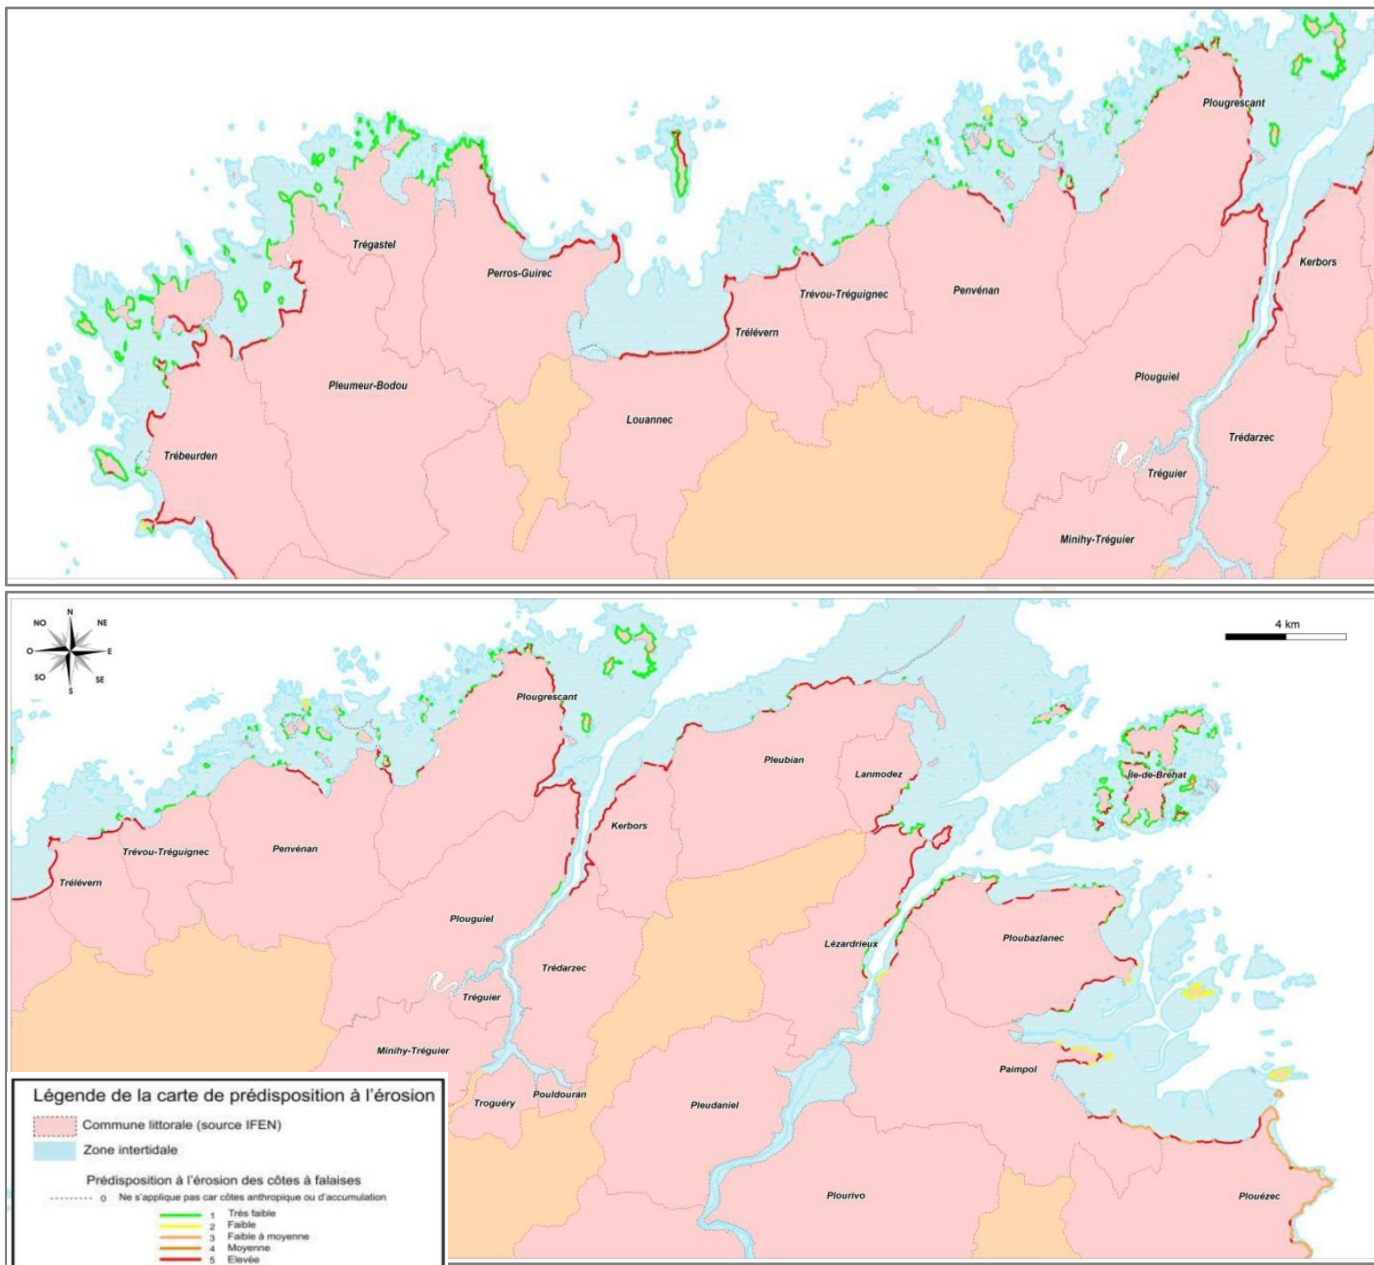 Plougrescant
Trégastel
Perros-Guirec
Kerbors
Trévou-Tréguignec
Penvénan
Trélévern
Pleumeur-Bodou
Plouguiel
Louannec
Trédarzec
Trébeurden
Tréguier
Minihy-Tréguier
N
NO
NE
O
E
SO
SE
S
4 km
Plougrescant
Pleubian
Lanmodez
Île-de-Bréhat
Kerbors
Trévou-Tréguignec
Penvénan
Trélévern
Plouguiel
Lézardrieux
Ploubazlanec
Trédarzec
Tréguier
Minihy-Tréguier
Paimpol
Troguéry
Pouldouran
Pleudaniel
Plourivo
Plouézec
Légende de la carte de prédisposition à l'érosion
Commune littorale (source IFEN)
Zone intertidale
Prédisposition à l'érosion des côtes à falaises
0 Ne s'applique pas car côtes anthropique ou d'accumulation
1 Très faible
2 Faible
3 Faible à moyenne
4 Moyenne
5 Elevée